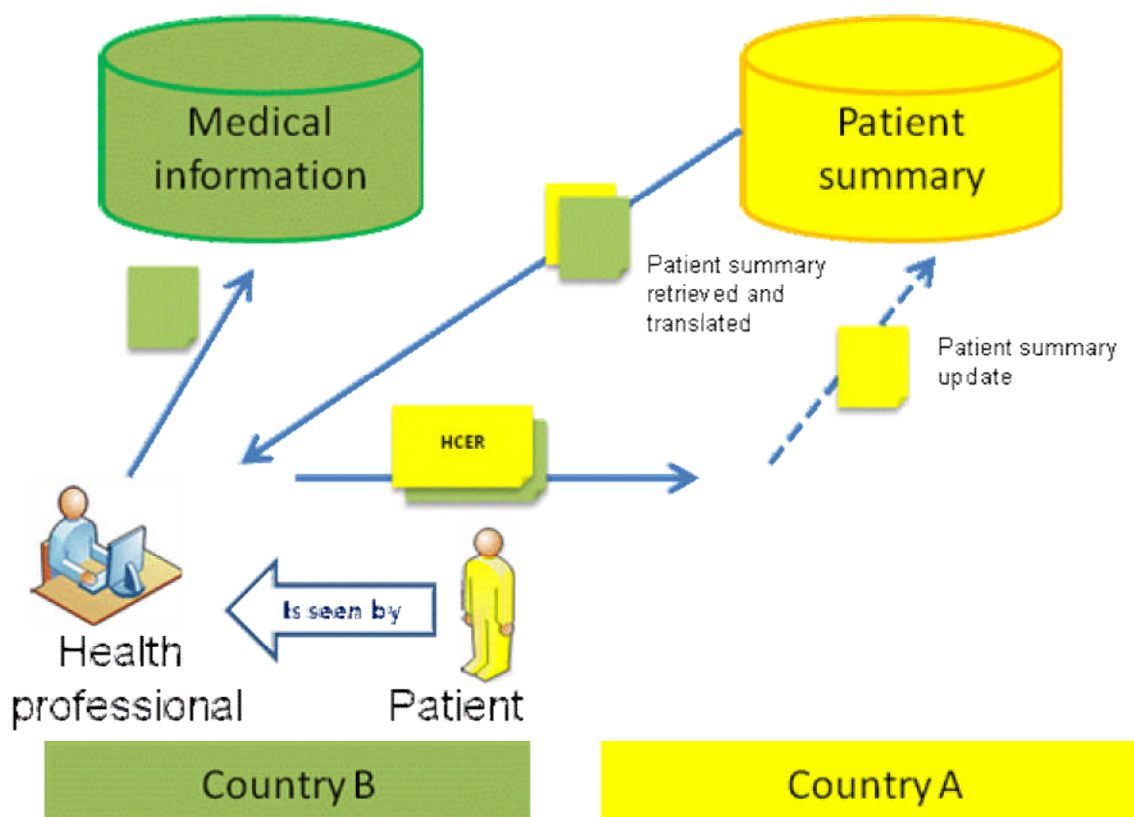 Medical
information
Patient
summary
Patient summary
retrieved and
translated
Patient summary
update
HCER
Is seen by
Health
professional
Patient
Country B
Country A